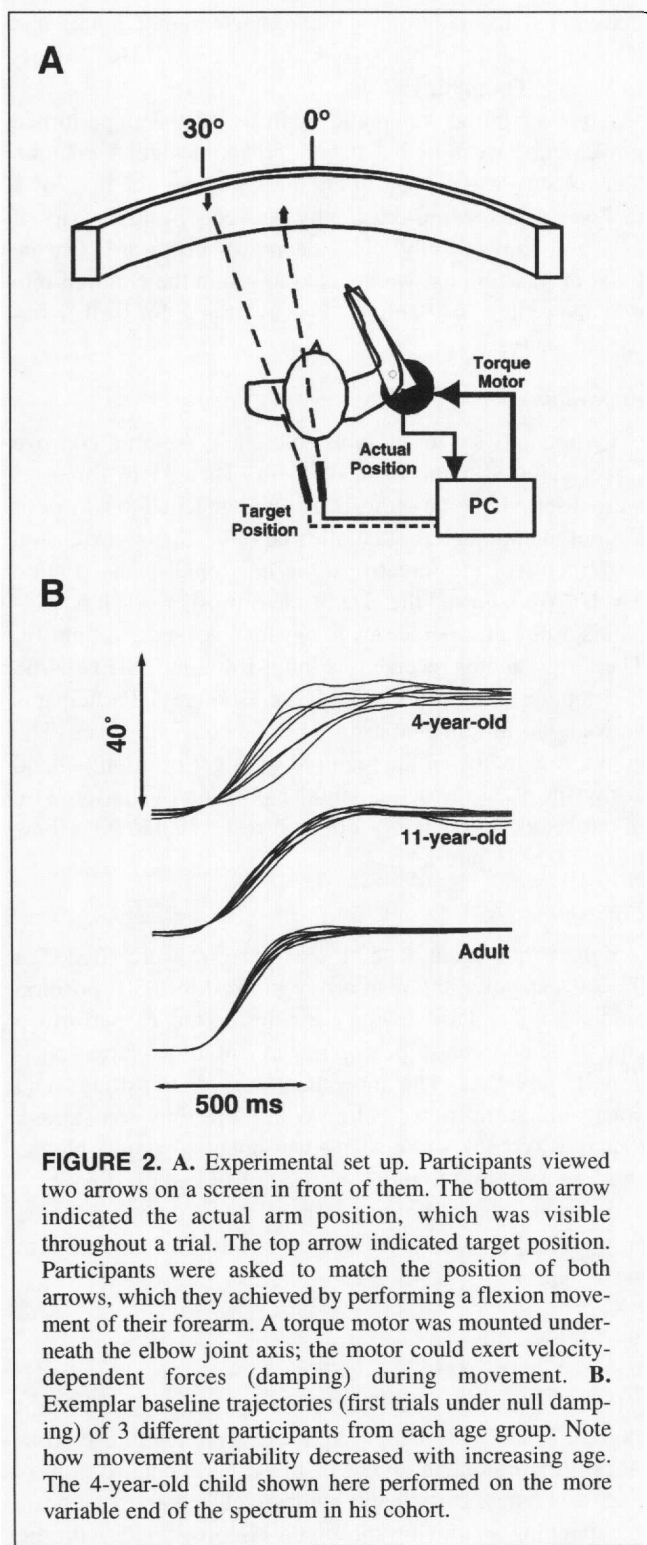 A
30°
0°
Torque
Motor
Actual
Position
PC
Target
Position
B
40°
4-year-old
11-year-old
Adult
500 ms
FIGURE 2. A. Experimental set up. Participants viewed
two arrows on a screen in front of them. The bottom arrow
indicated the actual arm position, which was visible
throughout a trial. The top arrow indicated target position.
Participants were asked to match the position of both
arrows, which they achieved by performing a flexion move-
ment of their forearm. A torque motor was mounted under-
neath the elbow joint axis; the motor could exert velocity-
dependent forces (damping) during movement. B.
Exemplar baseline trajectories (first trials under null damp-
ing) of 3 different participants from each age group. Note
how movement variability decreased with increasing age.
The 4-year-old child shown here performed on the more
variable end of the spectrum in his cohort.